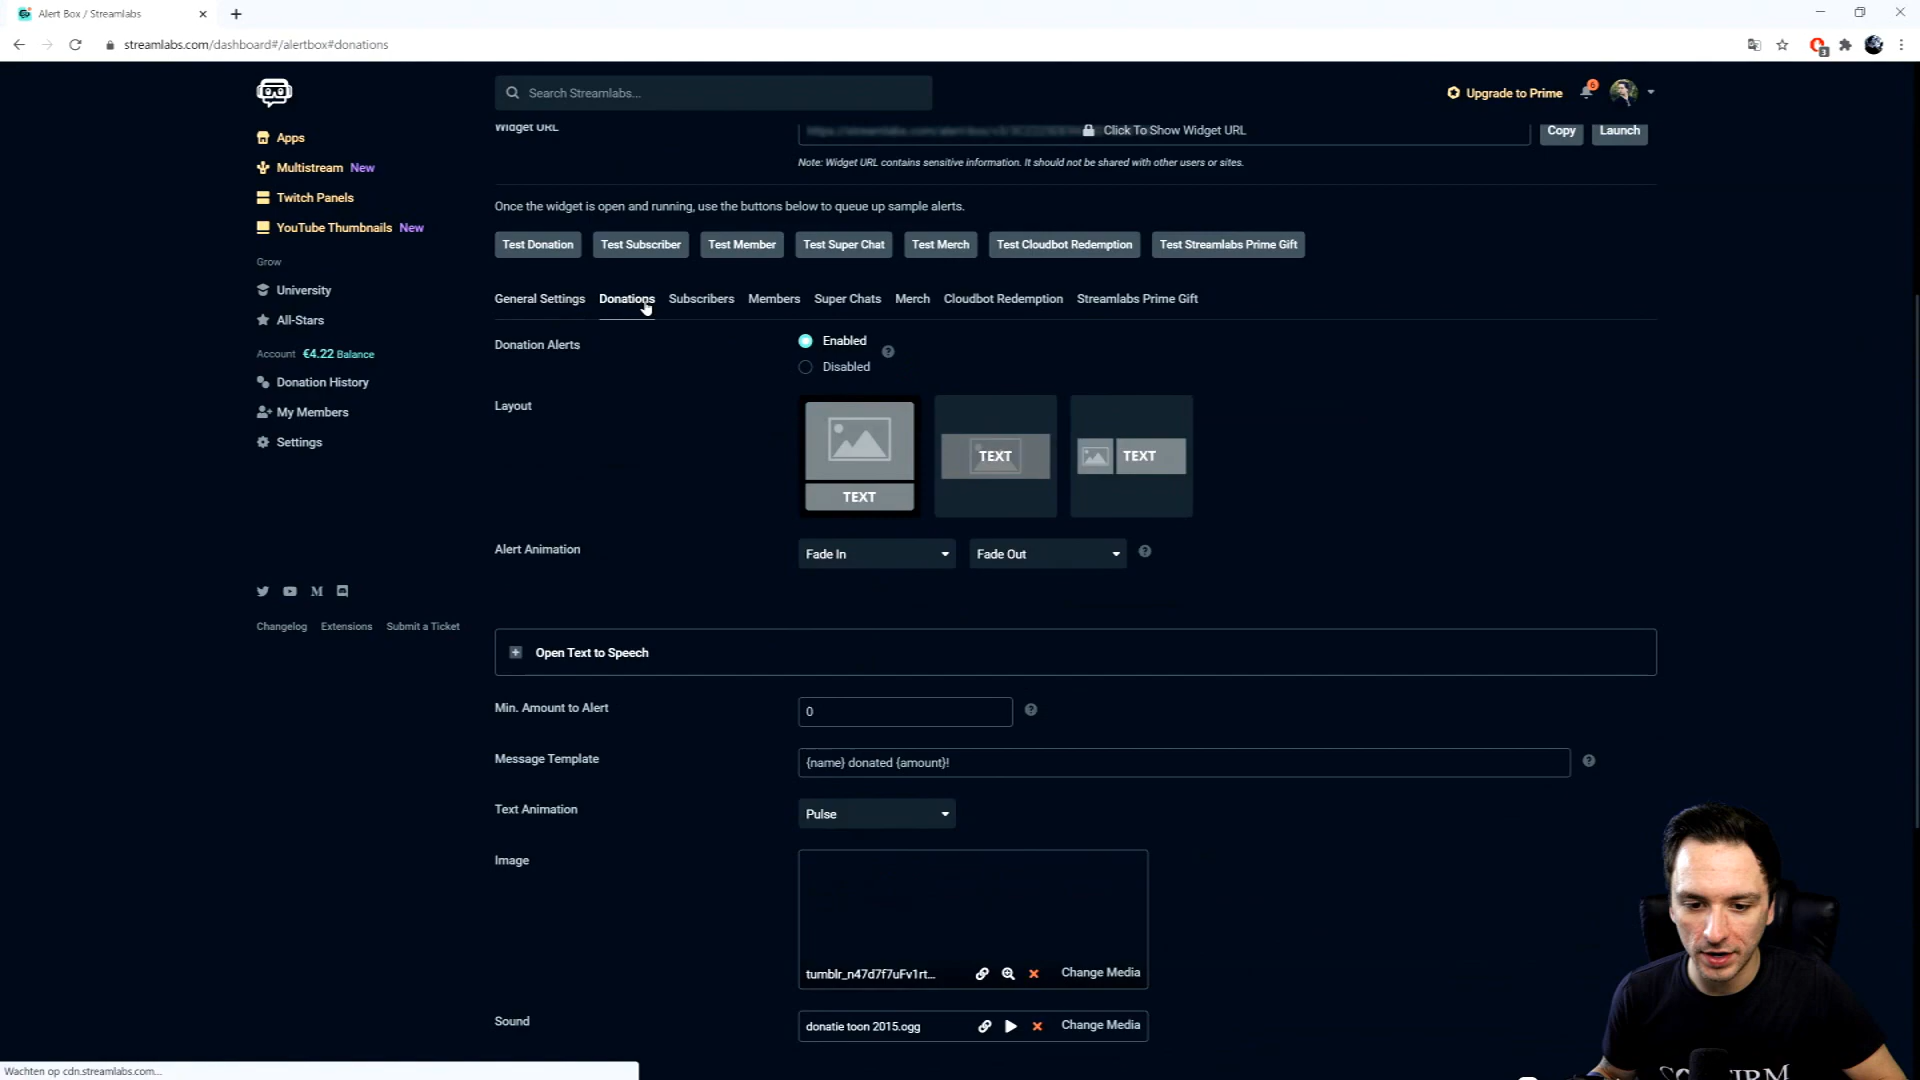 Alert Box / Streamlabs
streamlabs.com/dashboard#/alertbox#donations
3
Search Streamlabs...
Upgrade to Prime
6
Apps
Multistream New
Twitch Panels
YouTube Thumbnails New
Grow
University
All-Stars
Account €4.22 Balance
Donation History
My Members
Settings
Changelog Extensions Submit a Ticket
Widget URL
Click To Show Widget URL
Copy
Launch
Note: Widget URL contains sensitive information. It should not be shared with other users or sites.
Once the widget is open and running, use the buttons below to queue up sample alerts.
Test Donation Test Subscriber Test Member Test Super Chat Test Merch Test Cloudbot Redemption Test Streamlabs Prime Gift
General Settings Donations Subscribers Members Super Chats Merch Cloudbot Redemption Streamlabs Prime Gift
Donation Alerts
Enabled
Disabled
Layout
TEXT
TEXT
TEXT
Alert Animation
Fade In
Fade Out
Open Text to Speech
Min. Amount to Alert
0
Message Template
{name} donated {amount}!
Text Animation
Pulse
Image
tumblr_n47d7f7uFv1rt...
Change Media
Sound
donatie toon 2015.ogg
Change Media
Wachten op cdn.streamlabs.com...